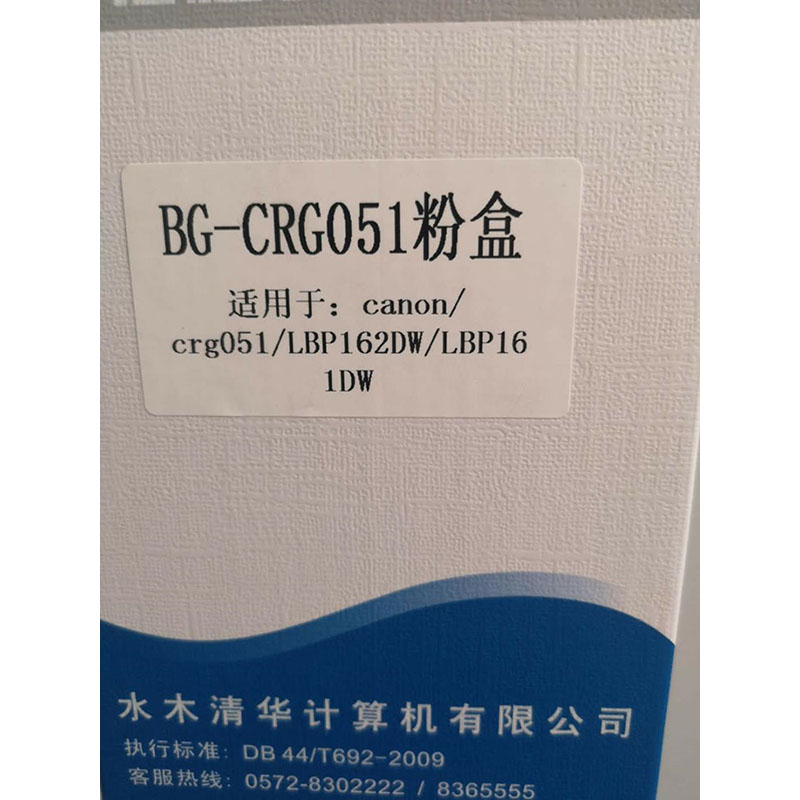 BG-CRG051粉盒
适用于：canon/
crg051/LBP162DW/LBP16
1DW
水木清华计算机有限公司
执行标准：DB 44/T692-2009
客服热线：0572-8302222 / 8365555